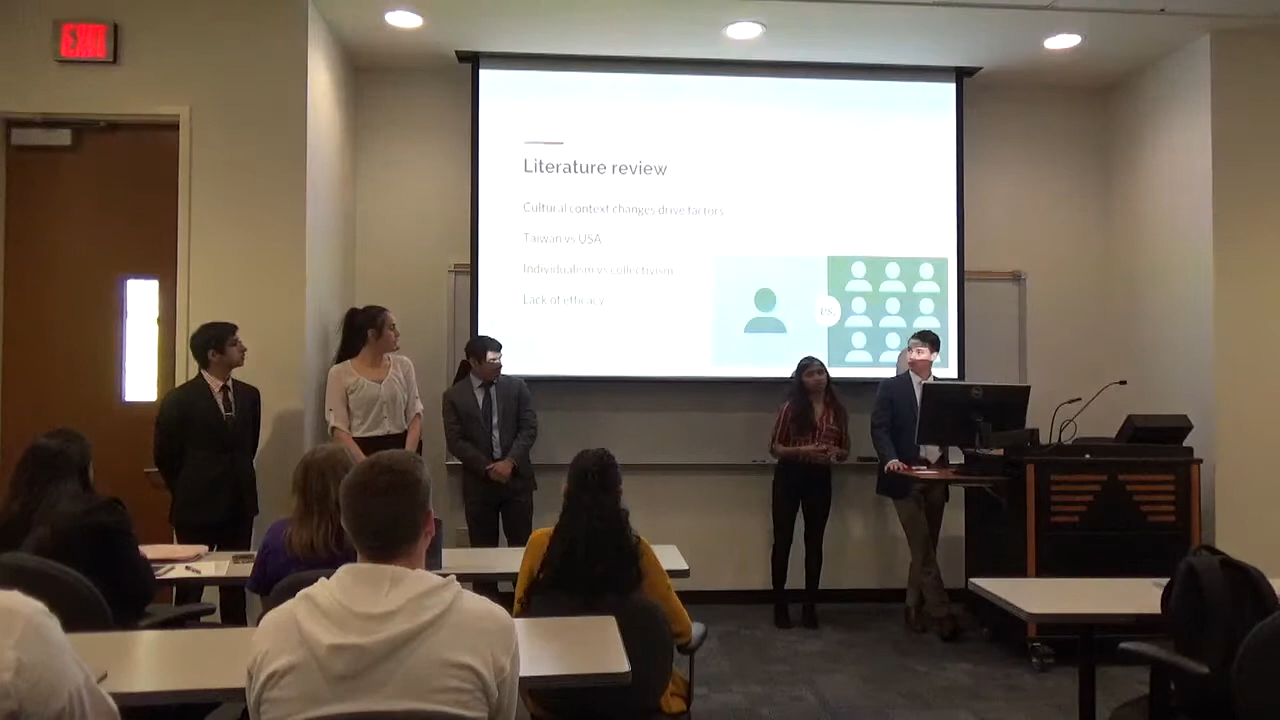 EXIT
Literature review
Cultural context changes drive factors
Taiwan vs USA
Individualism vs collectivism
Lack of efficacy
vs.